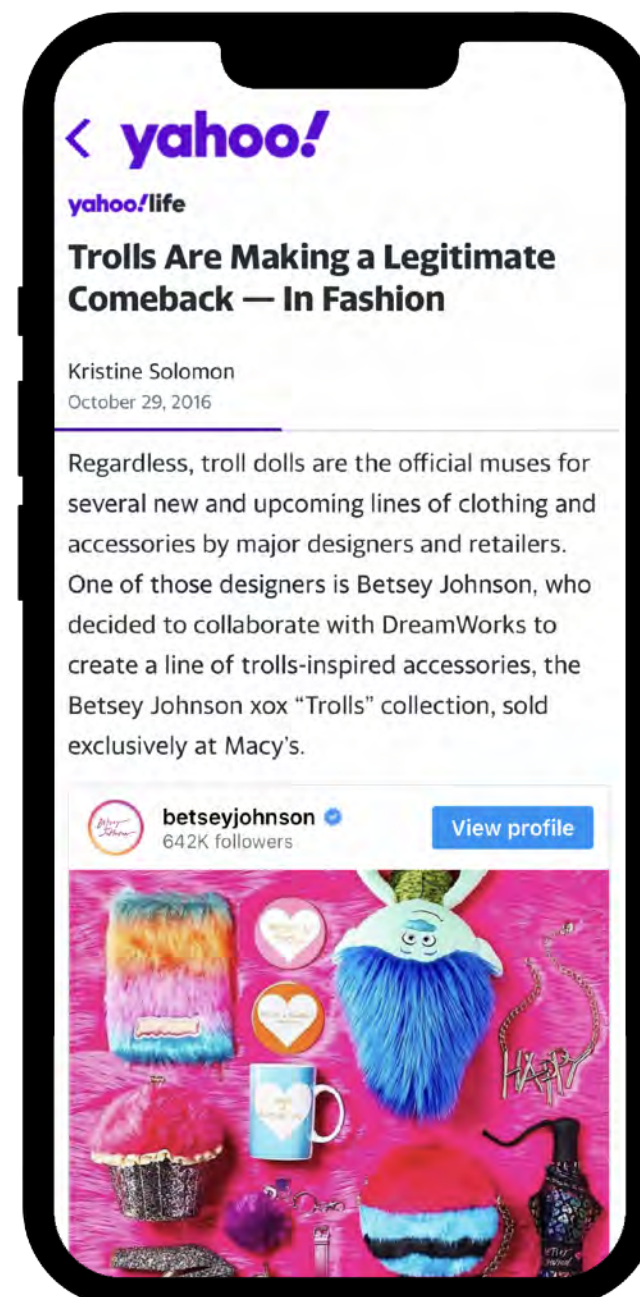 yahoo!
yahoo!life
Trolls Are Making a Legitimate
Comeback — In Fashion
Kristine Solomon
October 29, 2016
Regardless, troll dolls are the official muses for
several new and upcoming lines of clothing and
accessories by major designers and retailers.
One of those designers is Betsey Johnson, who
decided to collaborate with DreamWorks to
create a line of trolls-inspired accessories, the
Betsey Johnson xox “Trolls” collection, sold
exclusively at Macy’s.
betseyjohnson
642K followers
View profile
HAPPY